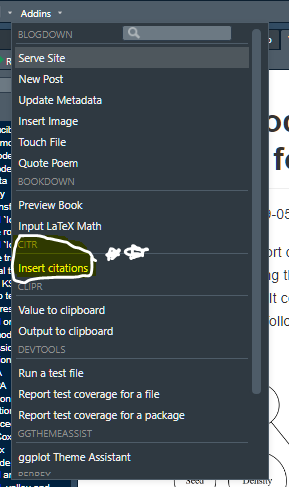 Addins
BLOGDOWN
Serve Site
New Post
Update Metadata
Insert Image
Touch File
Quote Poem
BOOKDOWN
Preview Book
Input LaTeX Math
CITR
Insert citations
CLIPR
Value to clipboard
Output to clipboard
DEVTOOLS
Run a test file
Report test coverage for a file
Report test coverage for a package
GGTHEMEASSIST
ggplot Theme Assistant
Seed
Density